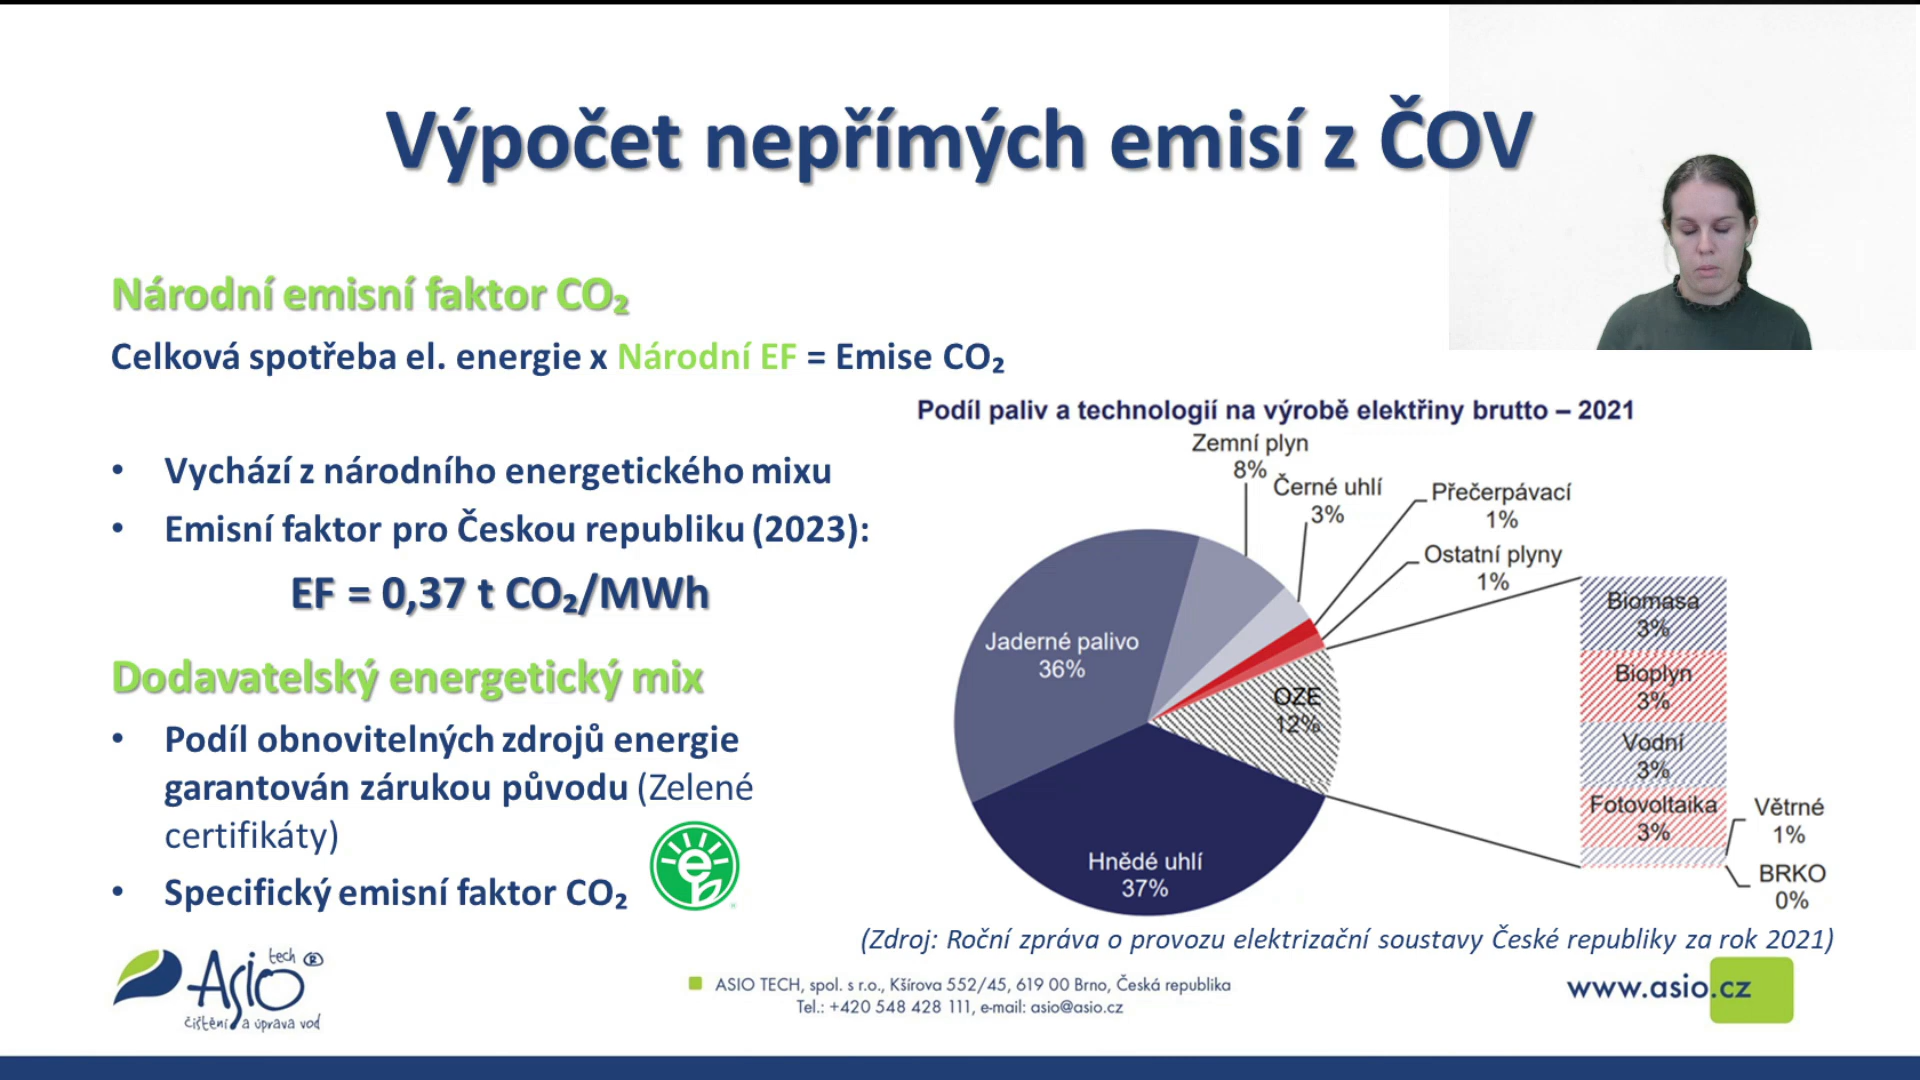 Výpočet nepřímých emisí z ČOV
Národní emisní faktor CO₂
Celková spotřeba el. energie x Národní EF = Emise CO₂
• Vychází z národního energetického mixu
• Emisní faktor pro Českou republiku (2023):
EF = 0,37 t CO₂/MWh
Dodavatelský energetický mix
• Podíl obnovitelných zdrojů energie
garantován zárukou původu (Zelené
certifikáty)
• Specifický emisní faktor CO₂
Podíl paliv a technologií na výrobě elektřiny brutto – 2021
Zemní plyn
8%
Černé uhlí
3%
Přečerpávací
1%
Ostatní plyny
1%
Jaderné palivo
36%
OZE
12%
Hnědé uhlí
37%
Biomasa
3%
Bioplyn
3%
Vodní
3%
Fotovoltaika
3%
Větrné
1%
BRKO
0%
(Zdroj: Roční zpráva o provozu elektrizační soustavy České republiky za rok 2021)
Asio tech ®
čištění a úprava vod
ASIO TECH, spol. s r.o., Kšírova 552/45, 619 00 Brno, Česká republika
Tel.: +420 548 428 111, e-mail: asio@asio.cz
www.asio.cz